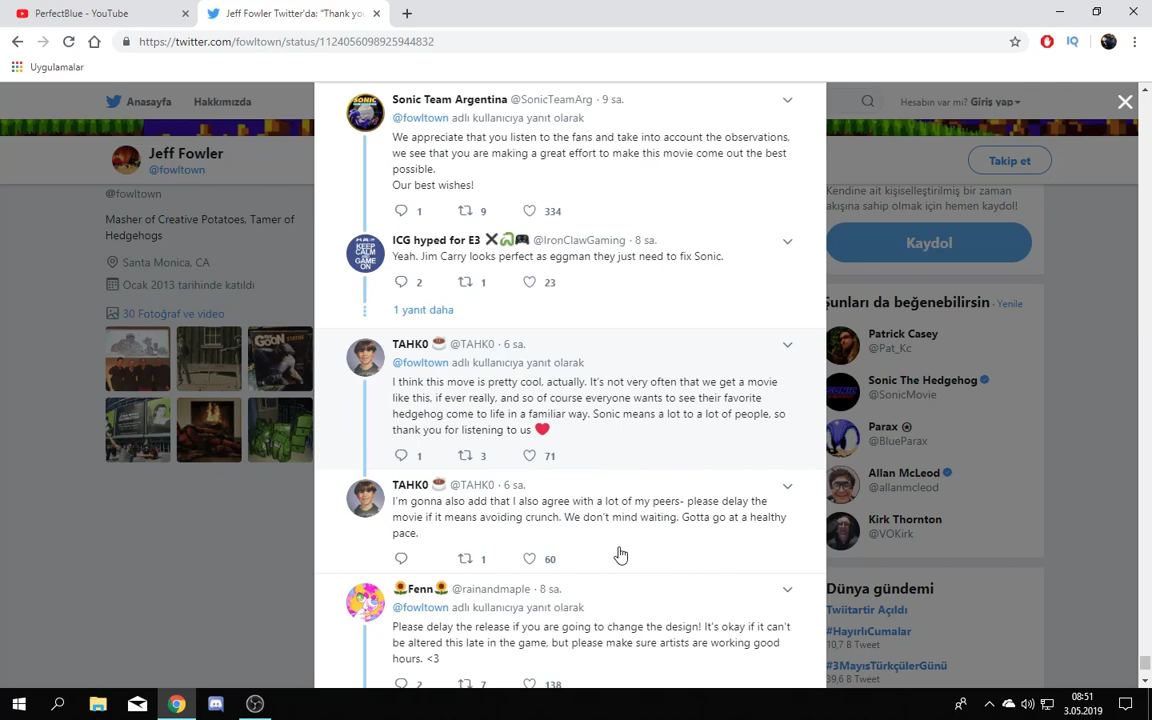 PerfectBlue - YouTube
Jeff Fowler Twitter'da: "Thank you
https://twitter.com/fowltown/status/1124056098925944832
IQ
Uygulamalar
Anasayfa
Hakkımızda
Hesabın var mı? Giriş yap
Jeff Fowler
@fowltown
Takip et
@fowltown
Masher of Creative Potatoes, Tamer of
Hedgehogs
Santa Monica, CA
Ocak 2013 tarihinde katıldı
30 Fotoğraf ve video
GOON
Sonic Team Argentina @SonicTeamArg · 9 sa.
@fowltown adlı kullanıcıya yanıt olarak
We appreciate that you listen to the fans and take into account the observations,
we see that you are making a great effort to make this movie come out the best
possible.
Our best wishes!
1 9 334
KEEP CALM GAME ON
ICG hyped for E3 @IronClawGaming · 8 sa.
Yeah. Jim Carry looks perfect as eggman they just need to fix Sonic.
2 1 23
1 yanıt daha
TAHK0 @TAHK0 · 6 sa.
@fowltown adlı kullanıcıya yanıt olarak
I think this move is pretty cool, actually. It's not very often that we get a movie
like this, if ever really, and so of course everyone wants to see their favorite
hedgehog come to life in a familiar way. Sonic means a lot to a lot of people, so
thank you for listening to us ❤
1 3 71
TAHK0 @TAHK0 · 6 sa.
I'm gonna also add that I also agree with a lot of my peers- please delay the
movie if it means avoiding crunch. We don't mind waiting. Gotta go at a healthy
pace.
1 60
🌻Fenn🌻 @rainandmaple · 8 sa.
@fowltown adlı kullanıcıya yanıt olarak
Please delay the release if you are going to change the design! It's okay if it can't
be altered this late in the game, but please make sure artists are working good
hours. <3
2 7 138
Kendine ait kişiselleştirilmiş bir zaman
akışına sahip olmak için hemen kaydol!
Kaydol
Şunları da beğenebilirsin · Yenile
Patrick Casey
@Pat_Kc
Sonic The Hedgehog
@SonicMovie
Parax
@BlueParax
Allan McLeod
@allanmcleod
Kirk Thornton
@VOKirk
Dünya gündemi
Twiitartir Açıldı
#HayırlıCumalar
10,7 B Tweet
#3MayısTürkçülerGünü
39,6 B Tweet
08:51
3.05.2019